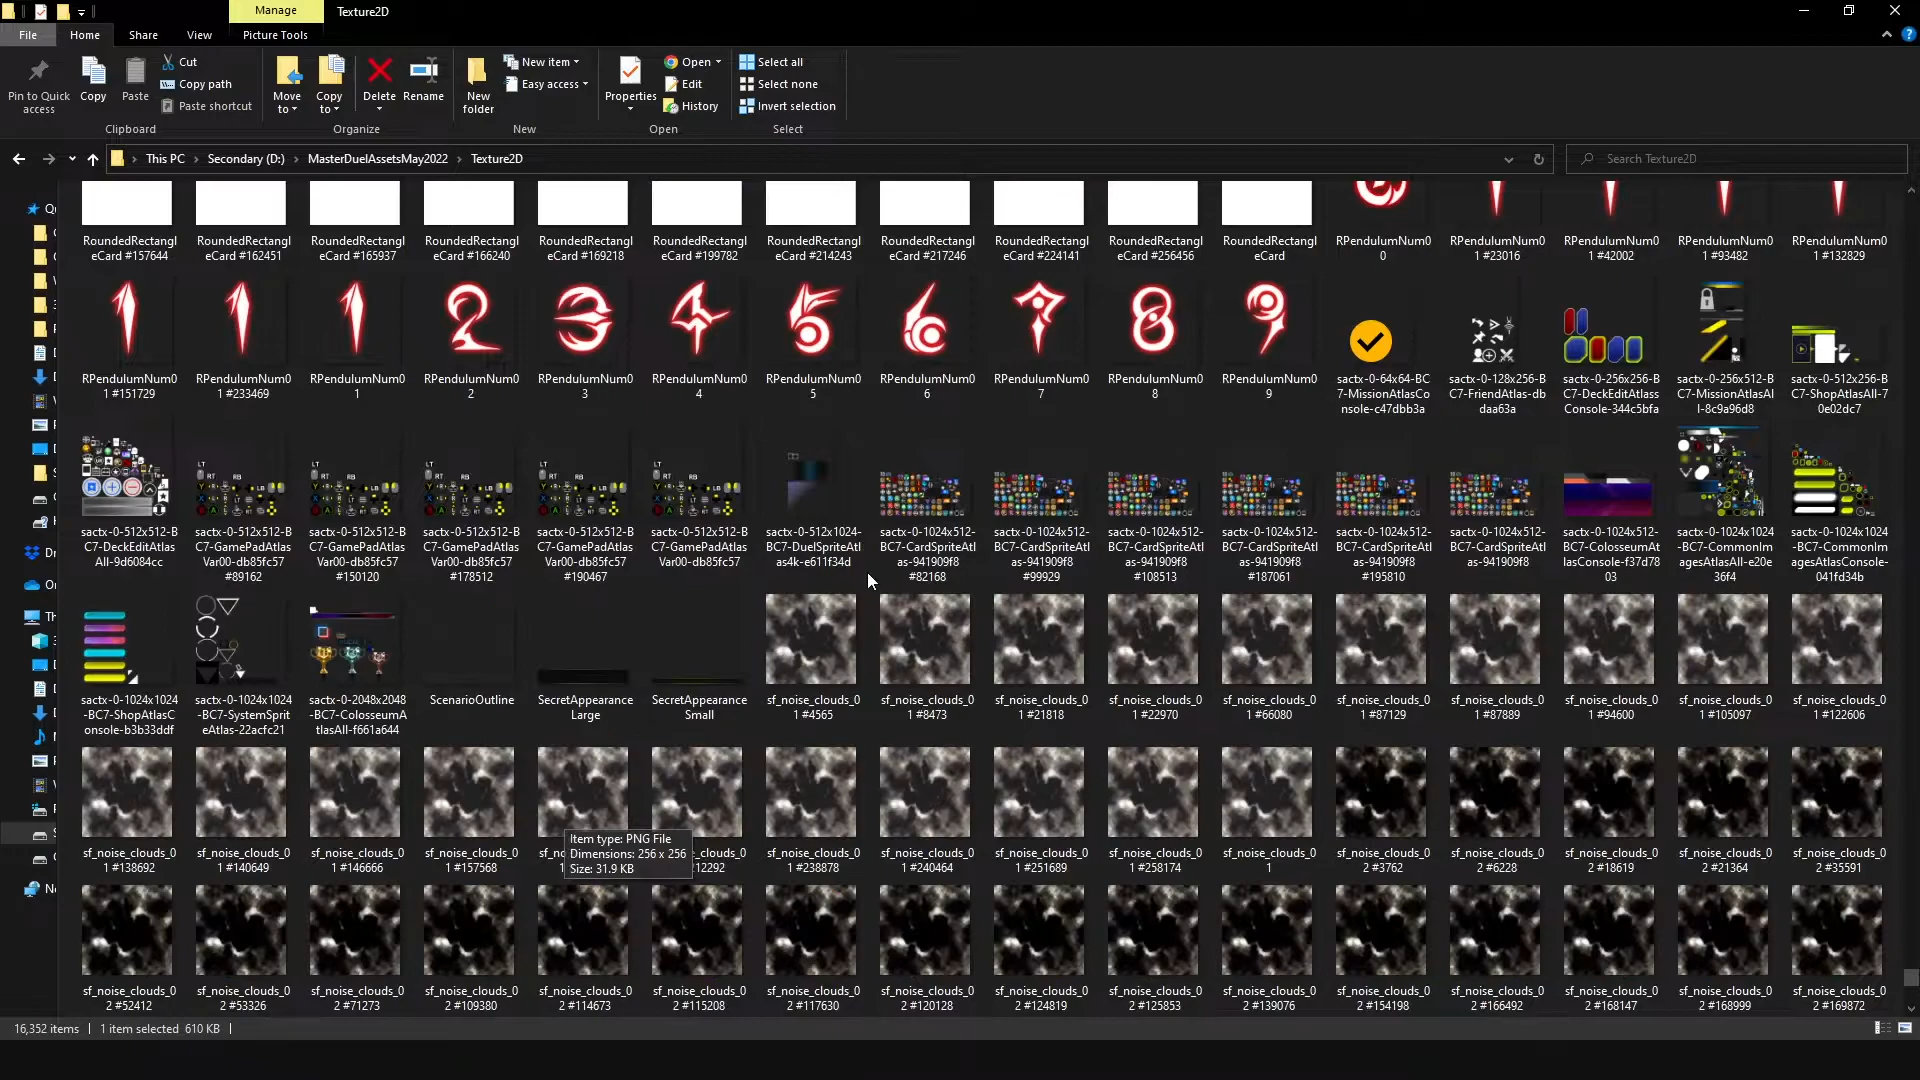 Manage
Texture2D
File
Home
Share
View
Picture Tools
Pin to Quick access
Copy
Paste
Cut
Copy path
Paste shortcut
Clipboard
Move to
Copy to
Delete
Rename
Organize
New folder
New item
Easy access
New
Properties
Open
Edit
History
Open
Select all
Select none
Invert selection
Select
This PC
Secondary (D:)
MasterDuelAssetsMay2022
Texture2D
Search Texture2D
RoundedRectangleCard #157644
RoundedRectangleCard #162451
RoundedRectangleCard #165937
RoundedRectangleCard #166240
RoundedRectangleCard #169218
RoundedRectangleCard #199782
RoundedRectangleCard #214243
RoundedRectangleCard #217246
RoundedRectangleCard #224141
RoundedRectangleCard #256456
RoundedRectangleCard
RPendulumNum00
RPendulumNum01 #23016
RPendulumNum01 #42002
RPendulumNum01 #93482
RPendulumNum01 #132829
RPendulumNum01 #151729
RPendulumNum01 #233469
RPendulumNum01
RPendulumNum02
RPendulumNum03
RPendulumNum04
RPendulumNum05
RPendulumNum06
RPendulumNum07
RPendulumNum08
RPendulumNum09
sactx-0-64x64-BC7-MissionAtlasConsole-c47dbb3a
sactx-0-128x256-BC7-FriendAtlas-dbdaa63a
sactx-0-256x256-BC7-DeckEditAtlassConsole-344c5bfa
sactx-0-256x512-BC7-MissionAtlasAll-8c9a96d8
sactx-0-512x256-BC7-ShopAtlasAll-70e02dc7
sactx-0-512x512-BC7-DeckEditAtlasAll-9d6084cc
sactx-0-512x512-BC7-GamePadAtlasVar00-db85fc57 #89162
sactx-0-512x512-BC7-GamePadAtlasVar00-db85fc57 #150120
sactx-0-512x512-BC7-GamePadAtlasVar00-db85fc57 #178512
sactx-0-512x512-BC7-GamePadAtlasVar00-db85fc57 #190467
sactx-0-512x512-BC7-GamePadAtlasVar00-db85fc57
sactx-0-512x1024-BC7-DuelSpriteAtlas4k-e611f34d
sactx-0-1024x512-BC7-CardSpriteAtlas-941909f8 #82168
sactx-0-1024x512-BC7-CardSpriteAtlas-941909f8 #99929
sactx-0-1024x512-BC7-CardSpriteAtlas-941909f8 #108513
sactx-0-1024x512-BC7-CardSpriteAtlas-941909f8 #187061
sactx-0-1024x512-BC7-CardSpriteAtlas-941909f8 #195810
sactx-0-1024x512-BC7-CardSpriteAtlas-941909f8
sactx-0-1024x512-BC7-ColosseumAtlasConsole-f37d7803
sactx-0-1024x1024-BC7-CommonImagesAtlasAll-e20e36f4
sactx-0-1024x1024-BC7-CommonImagesAtlasConsole-041fd34b
sactx-0-1024x1024-BC7-ShopAtlasConsole-b3b33ddf
sactx-0-1024x1024-BC7-SystemSpriteAtlas-22acfc21
sactx-0-2048x2048-BC7-ColosseumAtlasAll-f661a644
ScenarioOutline
SecretAppearanceLarge
SecretAppearanceSmall
sf_noise_clouds_01 #4565
sf_noise_clouds_01 #8473
sf_noise_clouds_01 #21818
sf_noise_clouds_01 #22970
sf_noise_clouds_01 #66080
sf_noise_clouds_01 #87129
sf_noise_clouds_01 #87889
sf_noise_clouds_01 #94600
sf_noise_clouds_01 #105097
sf_noise_clouds_01 #122606
sf_noise_clouds_01 #138692
sf_noise_clouds_01 #140649
sf_noise_clouds_01 #146666
sf_noise_clouds_01 #157568
Item type: PNG File
Dimensions: 256 x 256
Size: 31.9 KB
sf_noise_clouds_01 #238878
sf_noise_clouds_01 #240464
sf_noise_clouds_01 #251689
sf_noise_clouds_01 #258174
sf_noise_clouds_01
sf_noise_clouds_02 #3762
sf_noise_clouds_02 #6228
sf_noise_clouds_02 #18619
sf_noise_clouds_02 #21364
sf_noise_clouds_02 #35591
sf_noise_clouds_02 #52412
sf_noise_clouds_02 #53326
sf_noise_clouds_02 #71273
sf_noise_clouds_02 #109380
sf_noise_clouds_02 #114673
sf_noise_clouds_02 #115208
sf_noise_clouds_02 #117630
sf_noise_clouds_02 #120128
sf_noise_clouds_02 #124819
sf_noise_clouds_02 #125853
sf_noise_clouds_02 #139076
sf_noise_clouds_02 #154198
sf_noise_clouds_02 #166492
sf_noise_clouds_02 #168147
sf_noise_clouds_02 #168999
sf_noise_clouds_02 #169872
16,352 items
1 item selected 610 KB